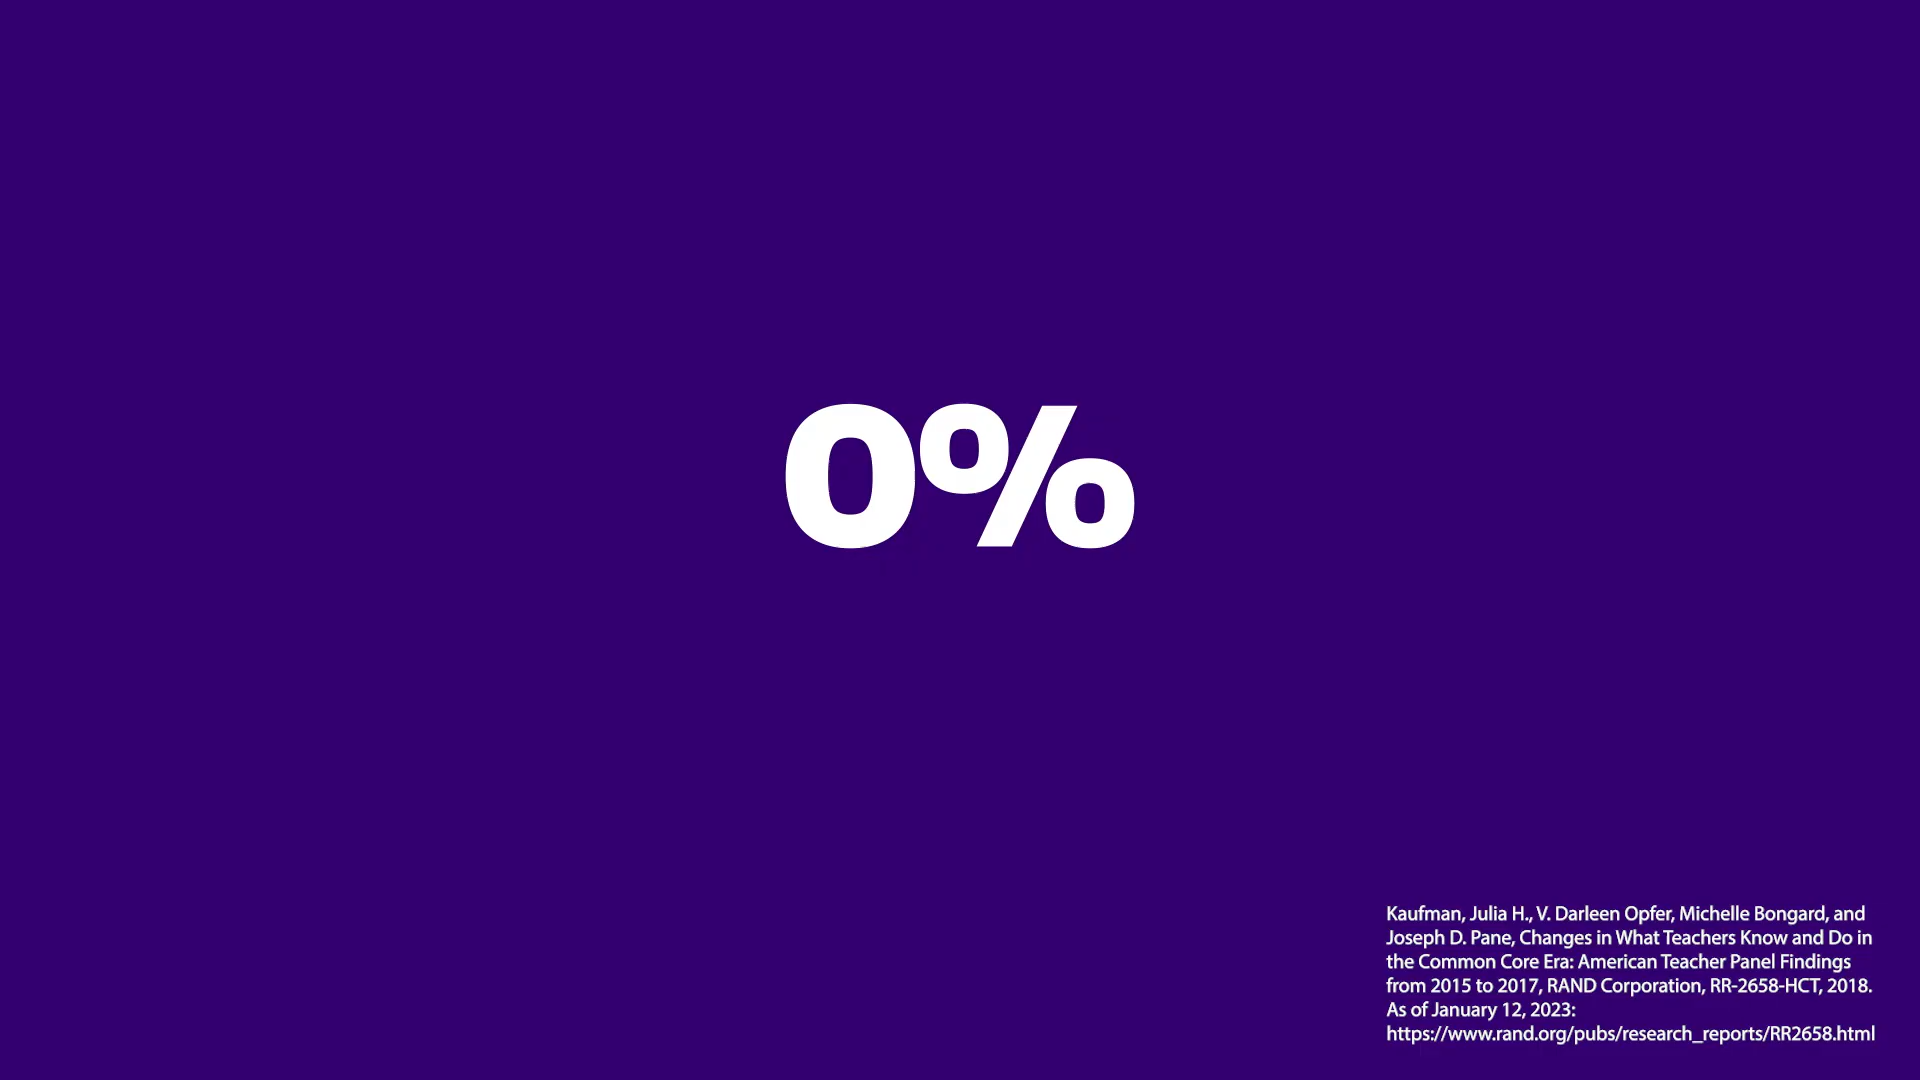 0%
Kaufman, Julia H., V. Darleen Opfer, Michelle Bongard, and
Joseph D. Pane, Changes in What Teachers Know and Do in
the Common Core Era: American Teacher Panel Findings
from 2015 to 2017, RAND Corporation, RR-2658-HCT, 2018.
As of January 12, 2023:
https://www.rand.org/pubs/research_reports/RR2658.html